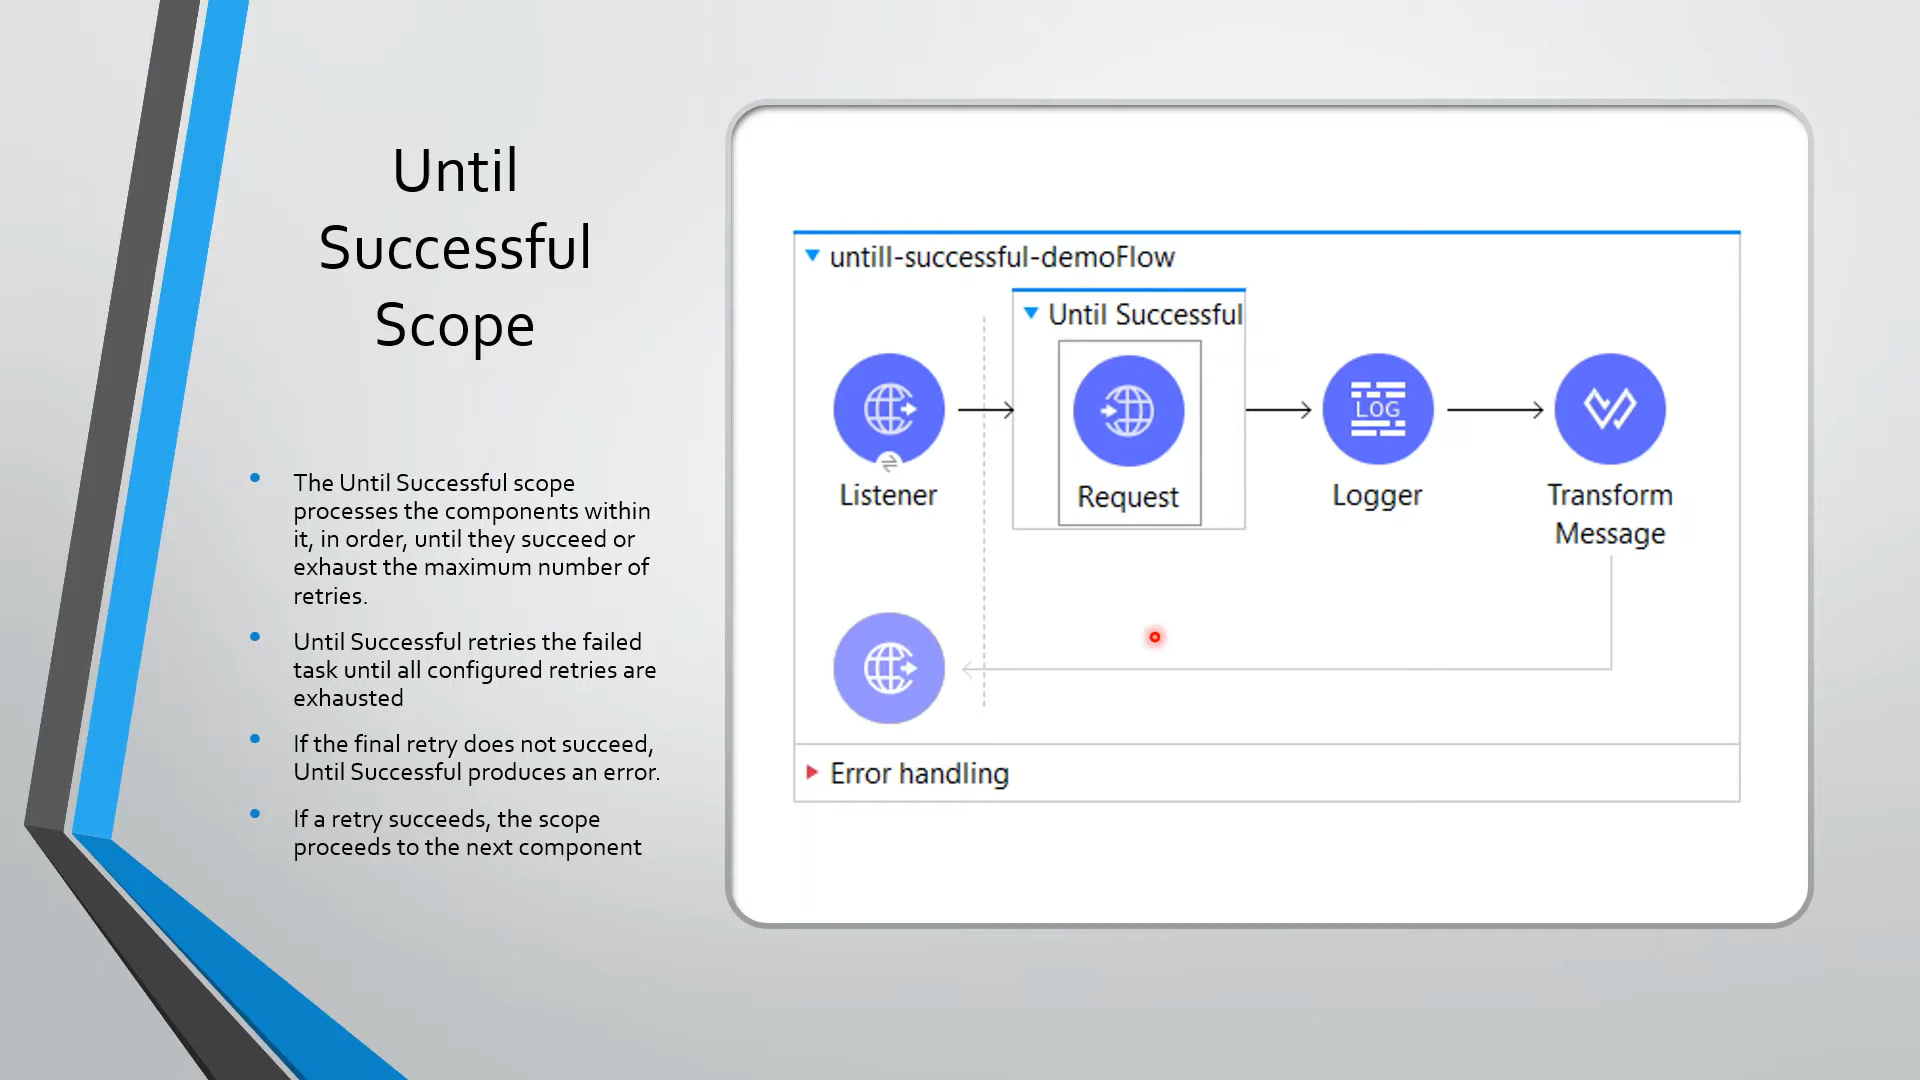 Until
Successful
Scope
The Until Successful scope
processes the components within
it, in order, until they succeed or
exhaust the maximum number of
retries.
Until Successful retries the failed
task until all configured retries are
exhausted
If the final retry does not succeed,
Until Successful produces an error.
If a retry succeeds, the scope
proceeds to the next component
untill-successful-demoFlow
Until Successful
LOG
Listener
Request
Logger
Transform
Message
Error handling